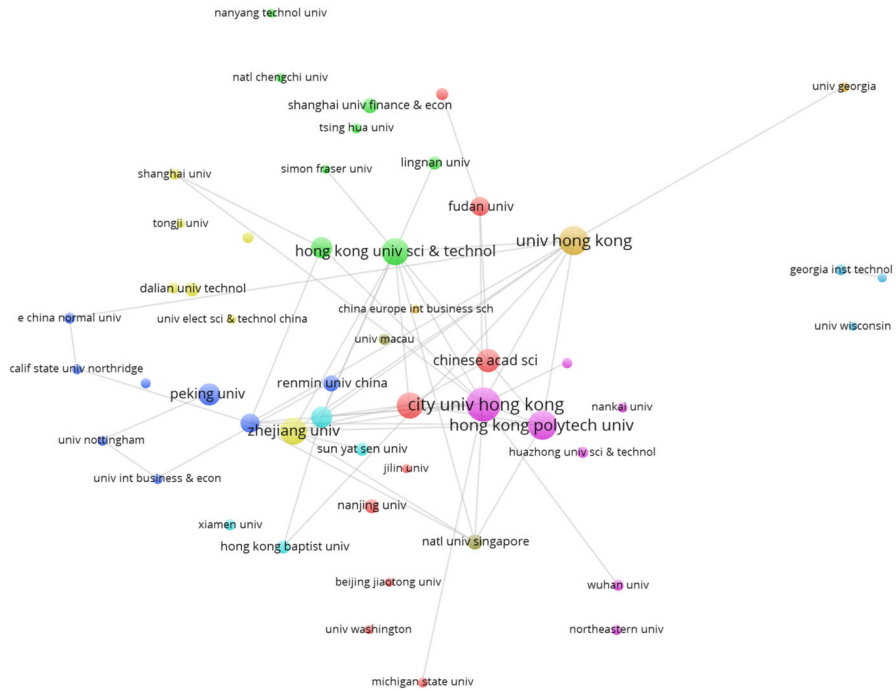 nanyang technol univ
natl chengchi univ
univ georgia
shanghai univ finance & econ
tsing hua univ
lingnan univ
simon fraser univ
shanghai univ
fudan univ
tongji univ
univ hong kong
hong kong univ sci & technol
georgia inst technol
dalian univ technol
china europe int business sch
e china normal univ
univ elect sci & technol china
univ wisconsin
univ macau
chinese acad sci
calif state univ northridge
renmin univ china
peking univ
city univ hong kong
nankai univ
hong kong polytech univ
zhejiang univ
univ nottingham
sun yat sen univ
huazhong univ sci & technol
jilin univ
univ int business & econ
nanjing univ
xiamen univ
natl univ singapore
hong kong baptist univ
beijing jiaotong univ
wuhan univ
univ washington
northeastern univ
michigan state univ